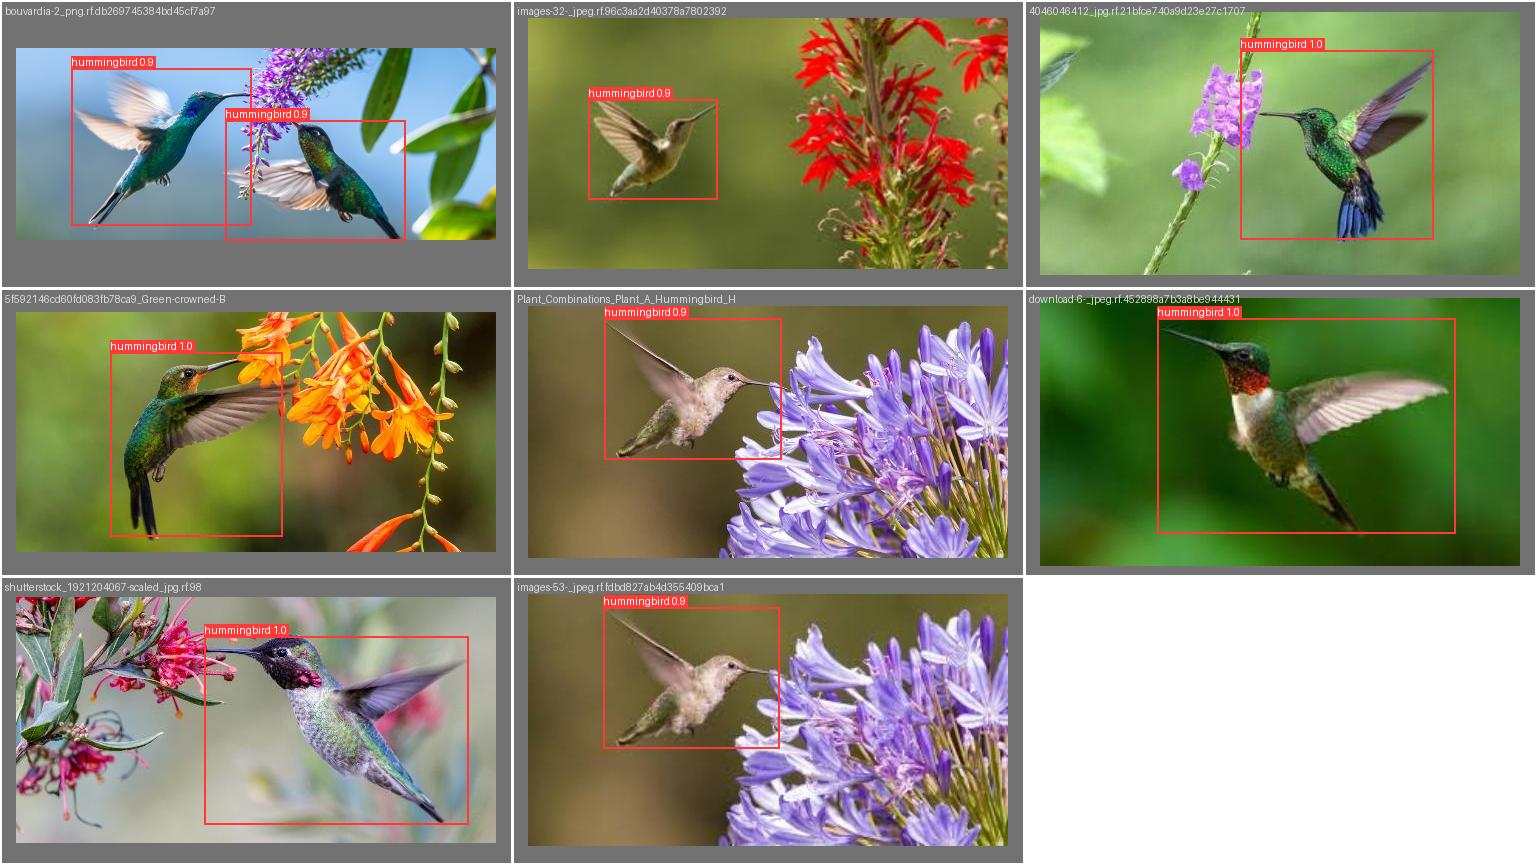 bouvardia-2_png.rf.db269745384bd45cf7a97
hummingbird 0.9
hummingbird 0.9
images-32-_jpeg.rf.96c3aa2d40378a7802392
hummingbird 0.9
4046046412_jpg.rf.21bfce740a9d23e27c1707
hummingbird 1.0
5f592146cd60fd083fb78ca9_Green-crowned-B
hummingbird 1.0
Plant_Combinations_Plant_A_Hummingbird_H
hummingbird 0.9
download-6-_jpeg.rf.452898a7b3a8be944431
hummingbird 1.0
shutterstock_1921204067-scaled_jpg.rf.98
hummingbird 1.0
images-53-_jpeg.rf.fdbd827ab4d355409bca1
hummingbird 0.9